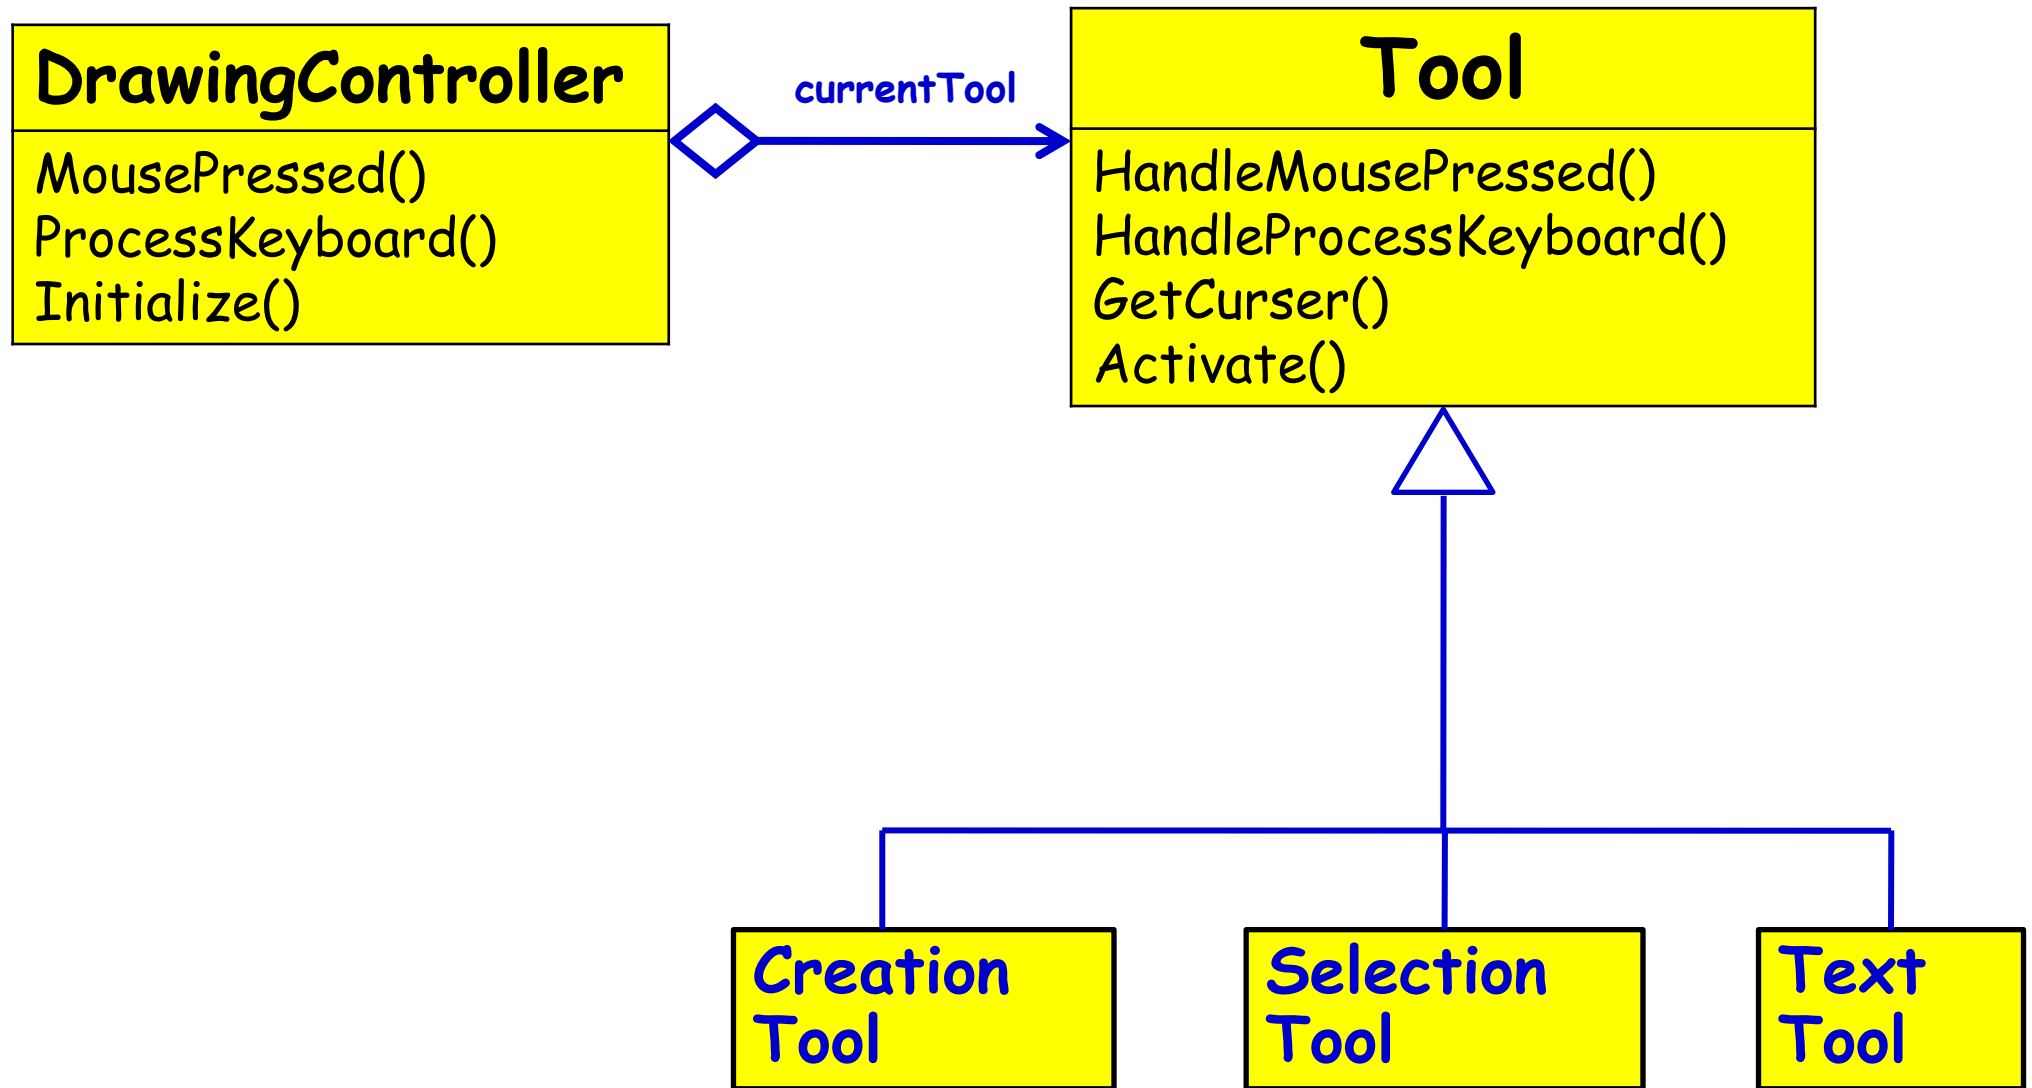 DrawingController
MousePressed()
ProcessKeyboard()
Initialize()
currentTool
Tool
HandleMousePressed()
HandleProcessKeyboard()
GetCurser()
Activate()
Creation
Tool
Selection
Tool
Text
Tool